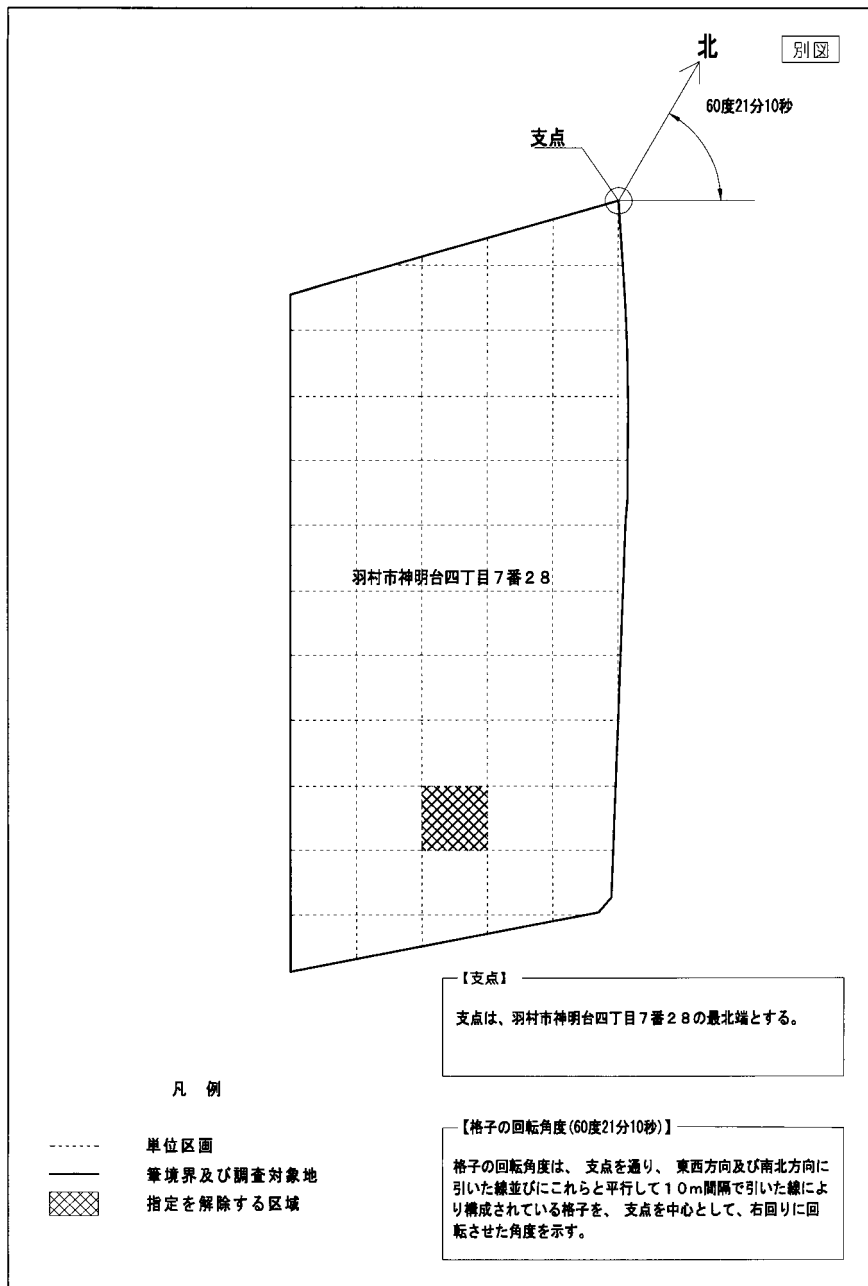 別図
北
60度21分10秒
支点
羽村市神明台四丁目7番28
【支点】
支点は、羽村市神明台四丁目7番28の最北端とする。
凡 例
単位区画
筆境界及び調査対象地
指定を解除する区域
【格子の回転角度(60度21分10秒)】
格子の回転角度は、 支点を通り、 東西方向及び南北方向に
引いた線並びにこれらと平行して10m間隔で引いた線によ
り構成されている格子を、 支点を中心として、右回りに回
転させた角度を示す。